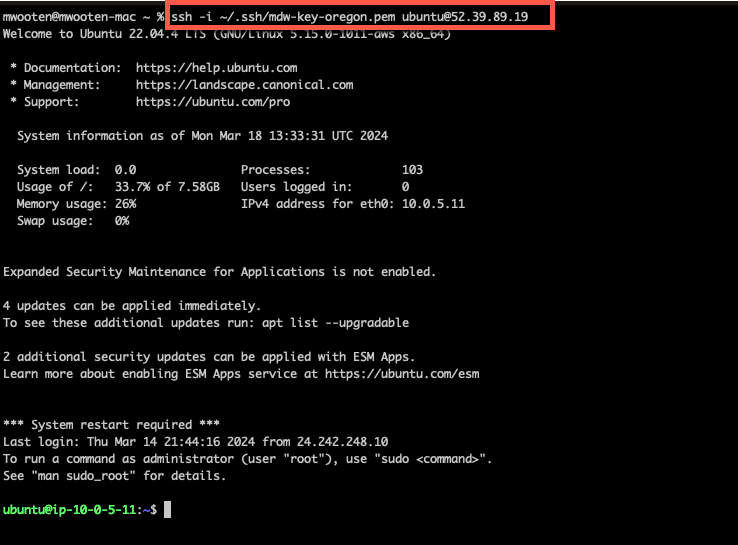 mwooten@mwooten-mac ~ % ssh -i ~/.ssh/mdw-key-oregon.pem ubuntu@52.39.89.19
Welcome to Ubuntu 22.04.4 LTS (GNU/Linux 5.15.0-1011-aws x86_64)
* Documentation: https://help.ubuntu.com
* Management: https://landscape.canonical.com
* Support: https://ubuntu.com/pro
System information as of Mon Mar 18 13:33:31 UTC 2024
System load: 0.0 Processes: 103
Usage of /: 33.7% of 7.58GB Users logged in: 0
Memory usage: 26% IPv4 address for eth0: 10.0.5.11
Swap usage: 0%
Expanded Security Maintenance for Applications is not enabled.
4 updates can be applied immediately.
To see these additional updates run: apt list --upgradable
2 additional security updates can be applied with ESM Apps.
Learn more about enabling ESM Apps service at https://ubuntu.com/esm
*** System restart required ***
Last login: Thu Mar 14 21:44:16 2024 from 24.242.248.10
To run a command as administrator (user "root"), use "sudo <command>".
See "man sudo_root" for details.
ubuntu@ip-10-0-5-11:~$